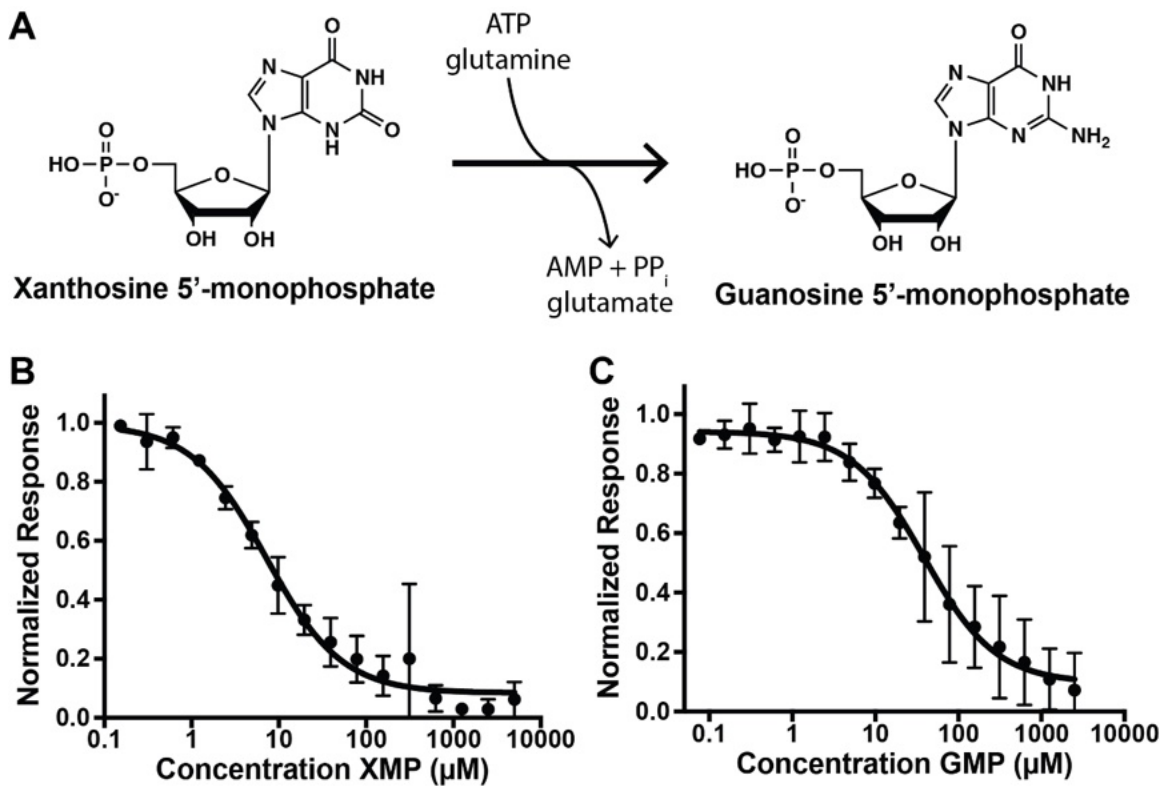 A
ATP
glutamine
O
N
NH
N
N
H
O
O
HO
P
O
O
O-
OH
OH
O
N
NH
N
N
NH2
O
HO
P
O
O
O-
OH
OH
AMP + PPi
glutamate
Xanthosine 5'-monophosphate
Guanosine 5'-monophosphate
B
Normalized Response
1.0
0.8
0.6
0.4
0.2
0.0
0.1 1 10 100 1000 10000
Concentration XMP (µM)
C
Normalized Response
1.0
0.8
0.6
0.4
0.2
0.0
0.1 1 10 100 1000 10000
Concentration GMP (µM)